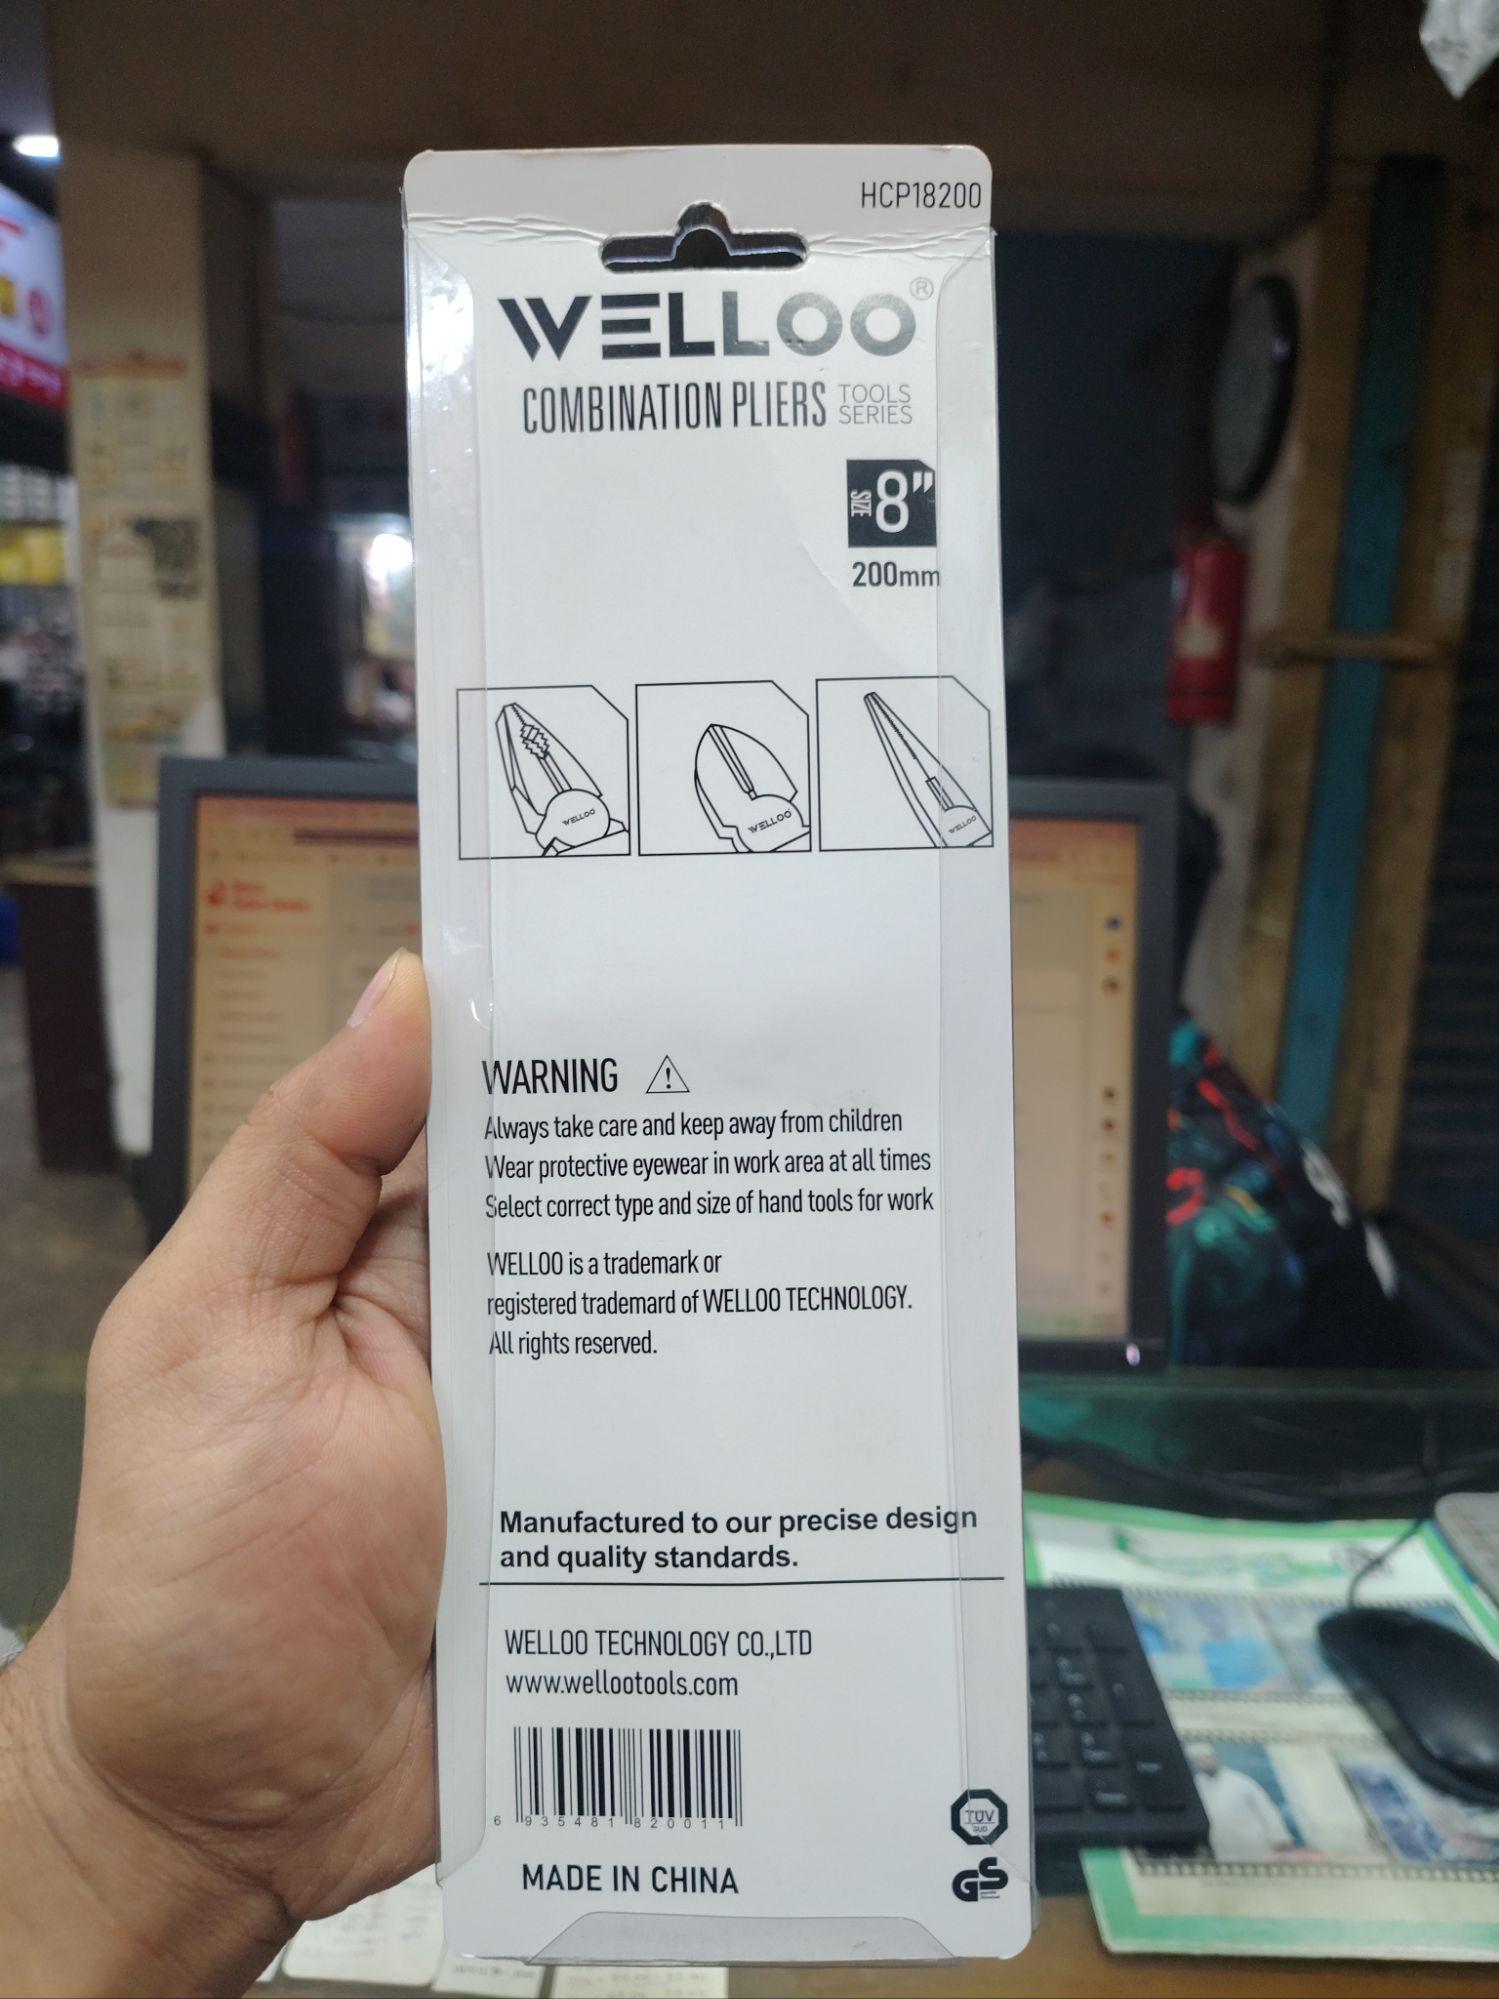 HCP18200
WELLOO®
COMBINATION PLIERS TOOLS SERIES
SIZE 8"
200mm
WELLOO
WELLOO
WELLOO
WARNING
Always take care and keep away from children
Wear protective eyewear in work area at all times
Select correct type and size of hand tools for work
WELLOO is a trademark or
registered trademard of WELLOO TECHNOLOGY.
All rights reserved.
Manufactured to our precise design
and quality standards.
WELLOO TECHNOLOGY CO.,LTD
www.wellootools.com
6 935481 820011
MADE IN CHINA
TÜV
SUD
GS